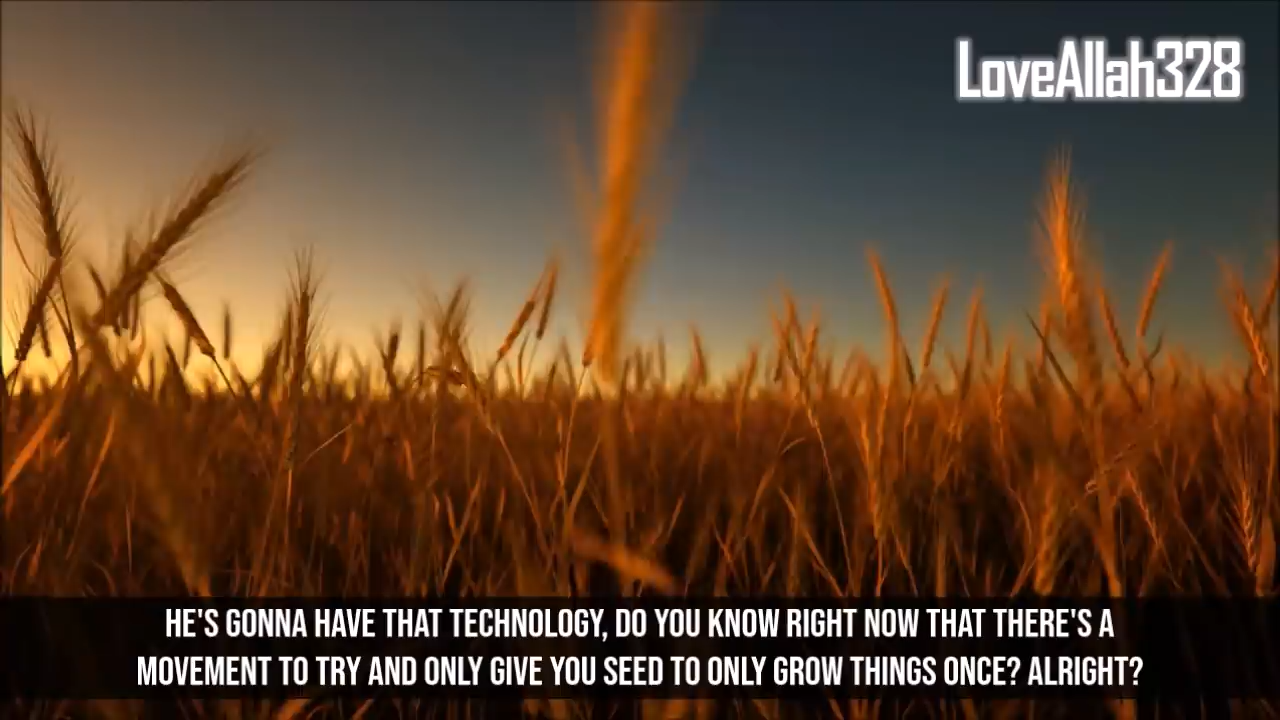 LoveAllah328
HE'S GONNA HAVE THAT TECHNOLOGY, DO YOU KNOW RIGHT NOW THAT THERE'S A
MOVEMENT TO TRY AND ONLY GIVE YOU SEED TO ONLY GROW THINGS ONCE? ALRIGHT?